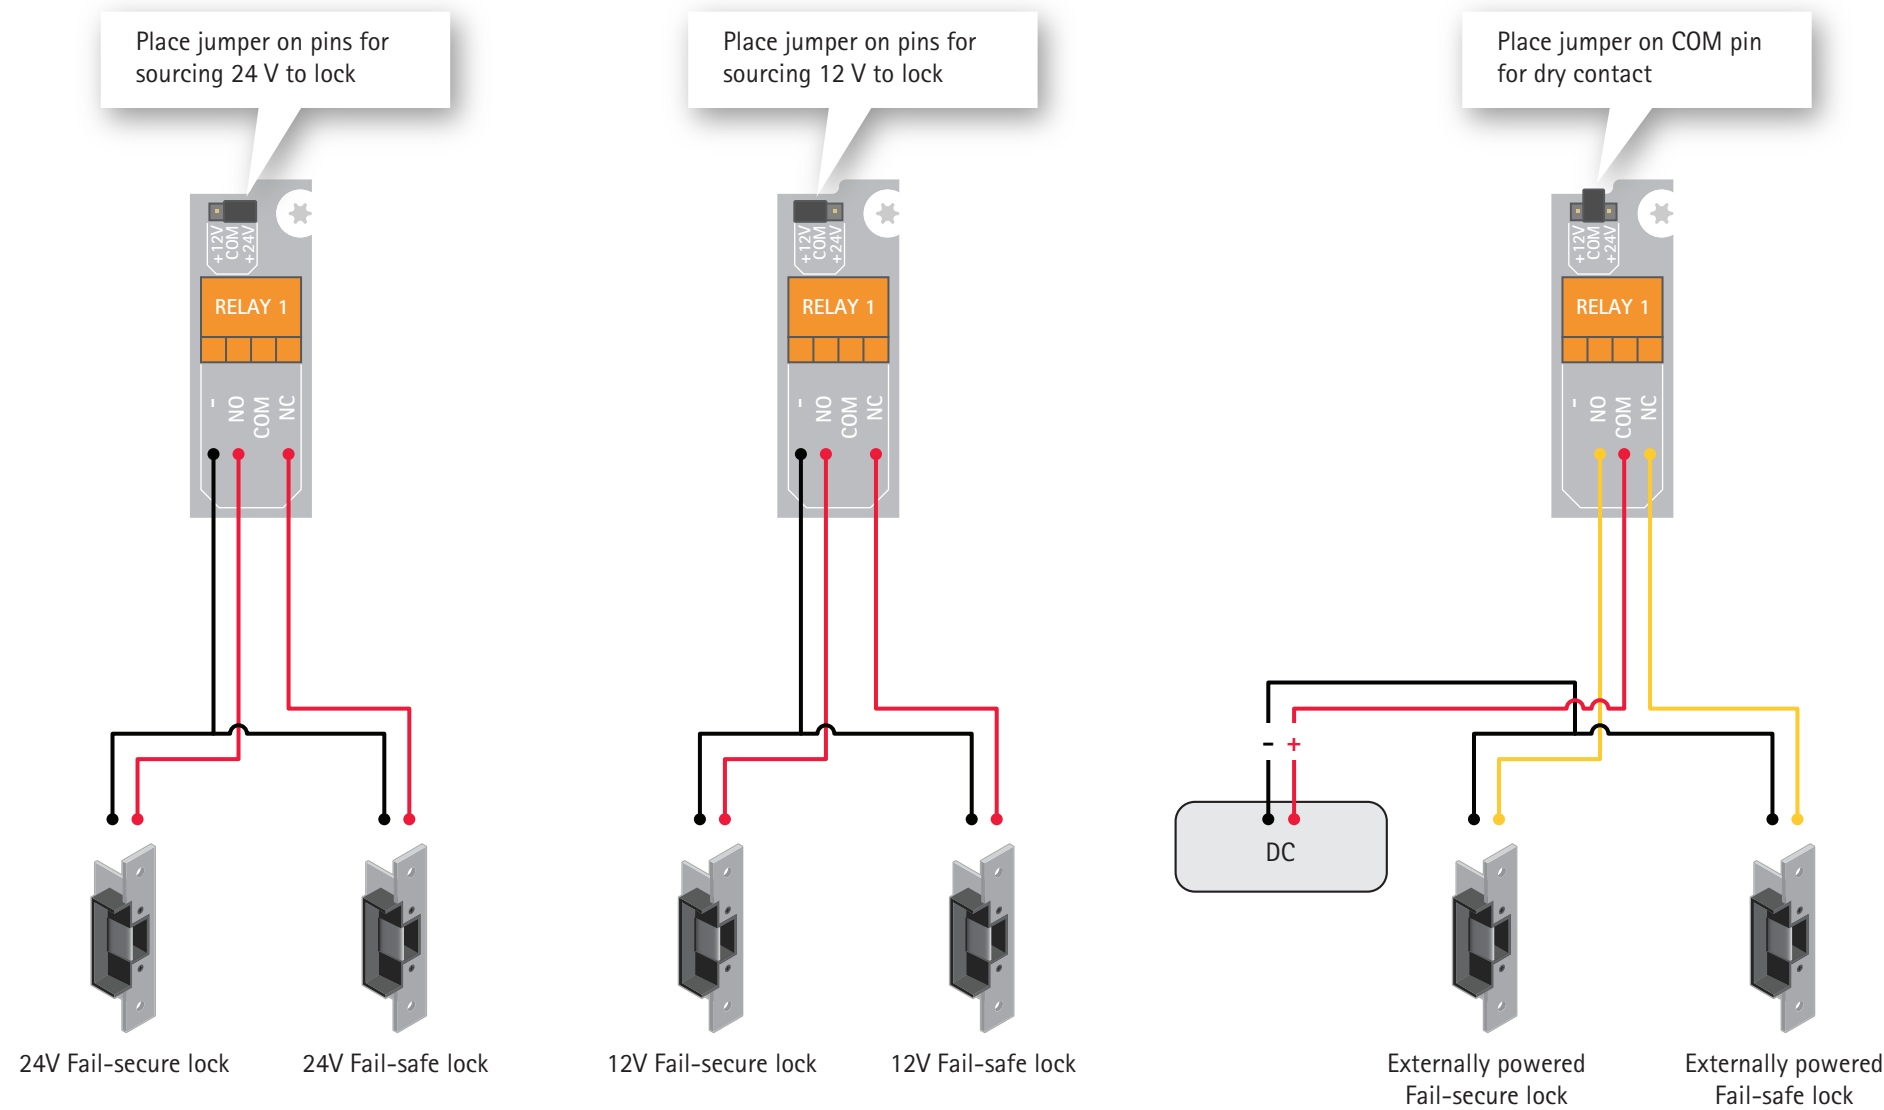 Place jumper on pins for
sourcing 24 V to lock
+12V
COM
+24V
RELAY 1
-
NO
COM
NC
24V Fail-secure lock
24V Fail-safe lock
Place jumper on pins for
sourcing 12 V to lock
+12V
COM
+24V
RELAY 1
-
NO
COM
NC
12V Fail-secure lock
12V Fail-safe lock
Place jumper on COM pin
for dry contact
+12V
COM
+24V
RELAY 1
-
NO
COM
NC
- +
DC
Externally powered
Fail-secure lock
Externally powered
Fail-safe lock